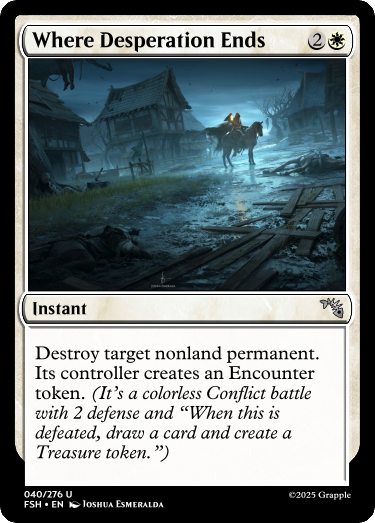 Where Desperation Ends 2
Instant
Destroy target nonland permanent.
Its controller creates an Encounter
token. (It's a colorless Conflict battle
with 2 defense and “When this is
defeated, draw a card and create a
Treasure token.”)
040/276 U
FSH • EN Joshua Esmeralda
©2025 Grapple